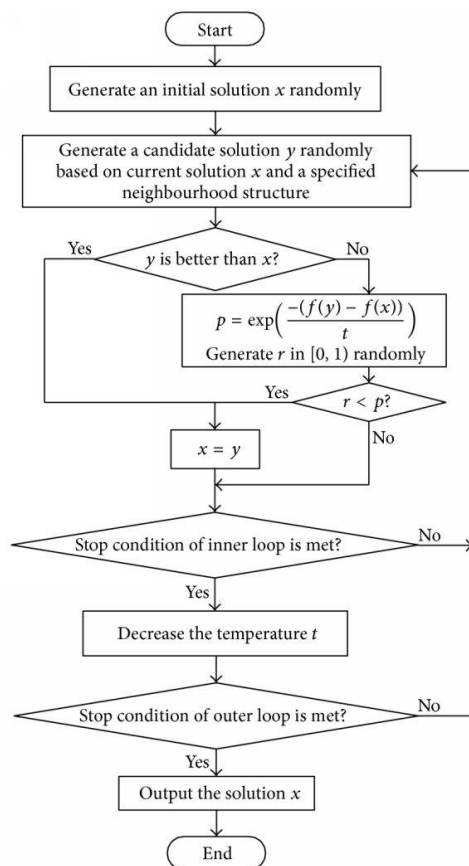 Start
Generate an initial solution x randomly
Generate a candidate solution y randomly
based on current solution x and a specified
neighbourhood structure
Yes
y is better than x?
No
p = exp(−(f(y) − f(x))/t)
Generate r in [0, 1) randomly
Yes
r < p?
x = y
No
Stop condition of inner loop is met?
No
Yes
Decrease the temperature t
Stop condition of outer loop is met?
No
Yes
Output the solution x
End